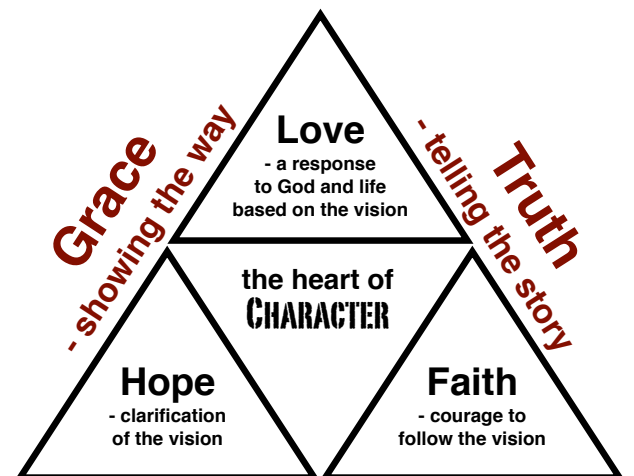 Grace
- showing the way
Truth
- telling the story
Love
- a response
to God and life
based on the vision
the heart of
CHARACTER
Hope
- clarification
of the vision
Faith
- courage to
follow the vision